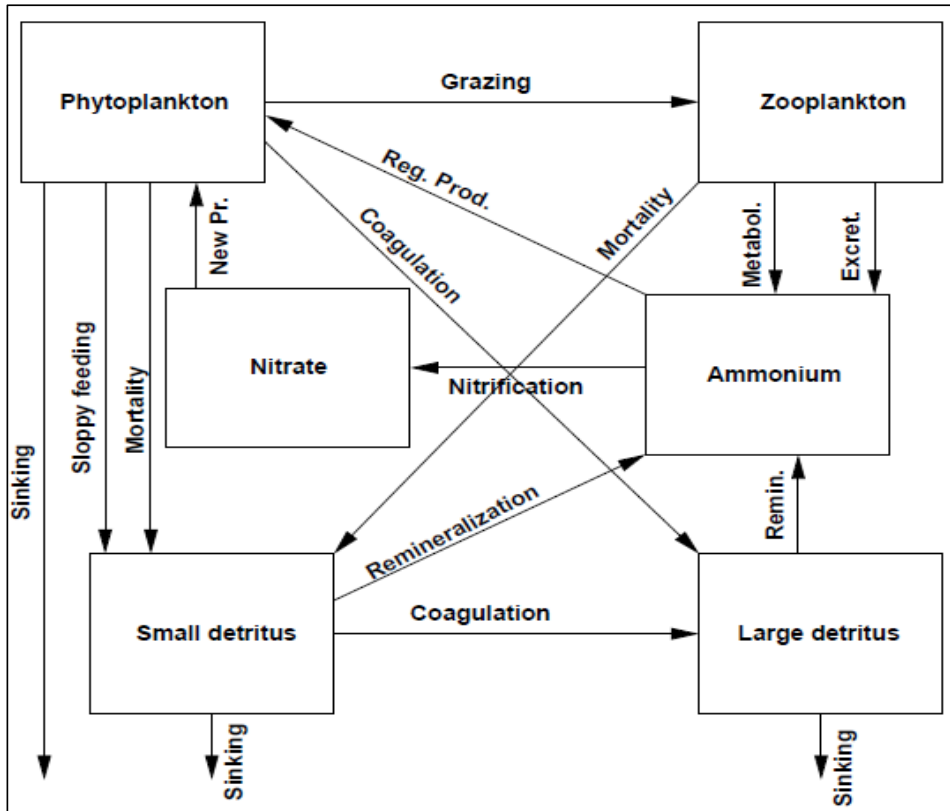 Phytoplankton
Grazing
Zooplankton
Reg. Prod.
New Pr.
Coagulation
Mortality
Metabol.
Excret.
Nitrate
Nitrification
Ammonium
Sinking
Sloppy feeding
Mortality
Remineralization
Remin.
Small detritus
Coagulation
Large detritus
Sinking
Sinking